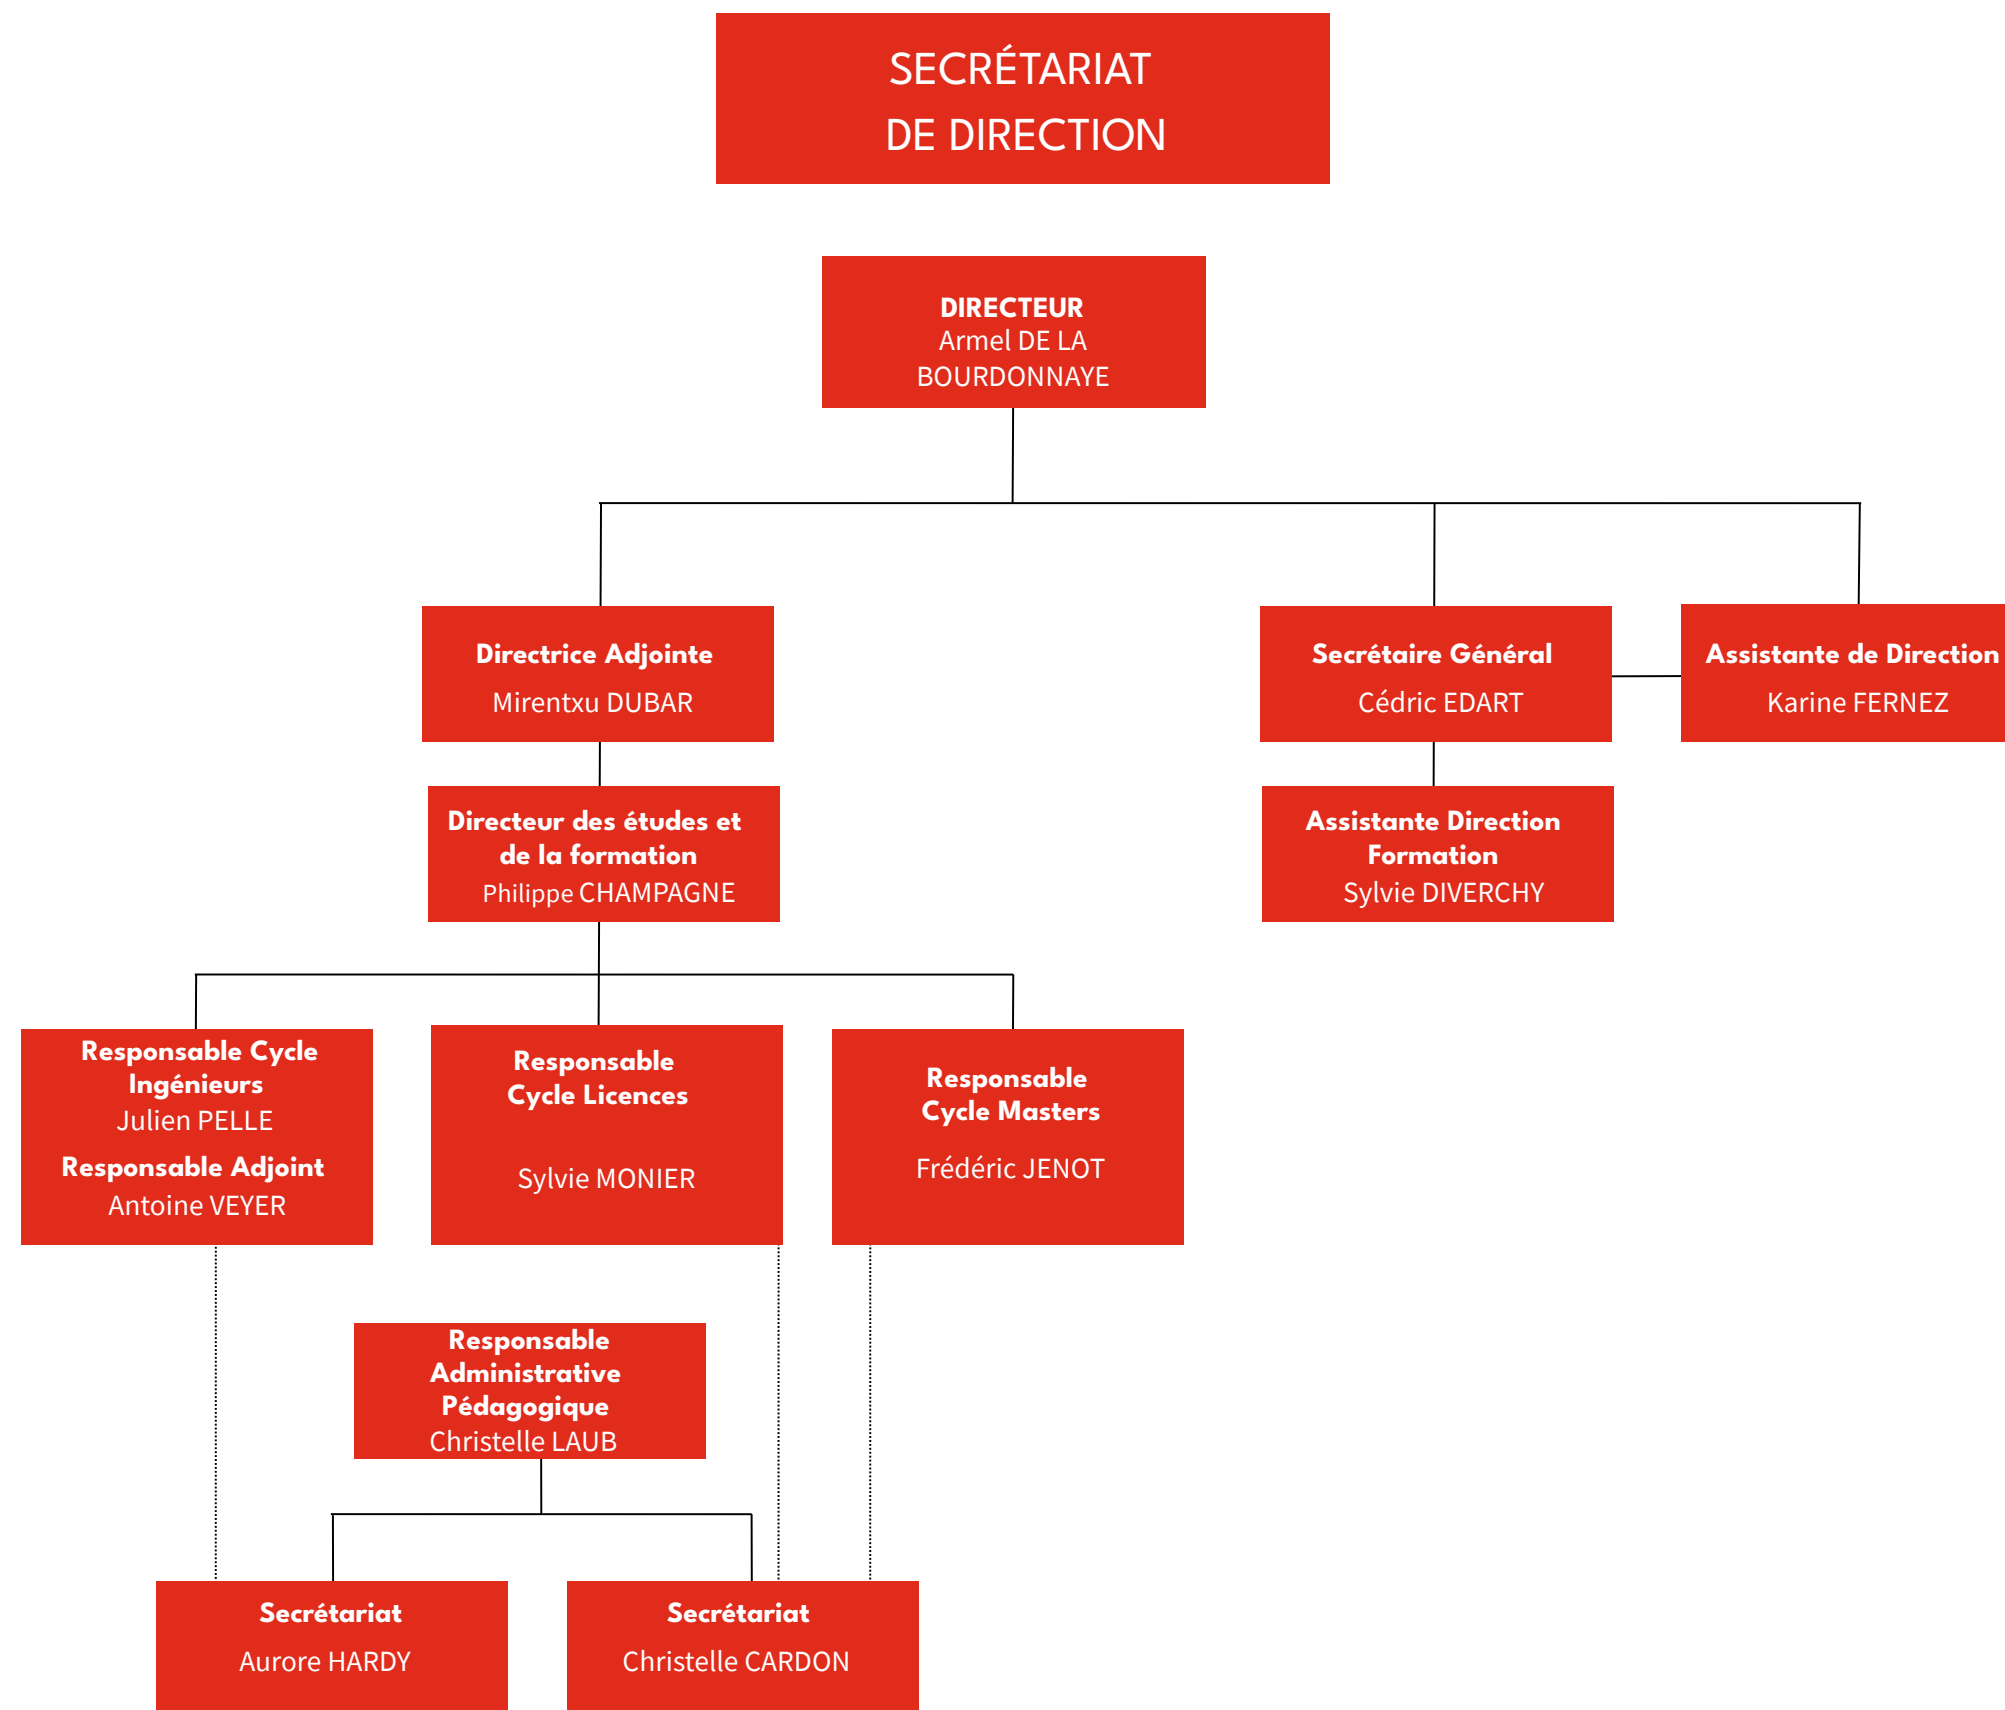 SECRÉTARIAT
DE DIRECTION
DIRECTEUR
Armel DE LA
BOURDONNAYE
Directrice Adjointe
Mirentxu DUBAR
Secrétaire Général
Cédric EDART
Assistante de Direction
Karine FERNEZ
Directeur des études et
de la formation
Philippe CHAMPAGNE
Assistante Direction
Formation
Sylvie DIVERCHY
Responsable Cycle
Ingénieurs
Julien PELLE
Responsable Adjoint
Antoine VEYER
Responsable
Cycle Licences
Sylvie MONIER
Responsable
Cycle Masters
Frédéric JENOT
Responsable
Administrative
Pédagogique
Christelle LAUB
Secrétariat
Aurore HARDY
Secrétariat
Christelle CARDON